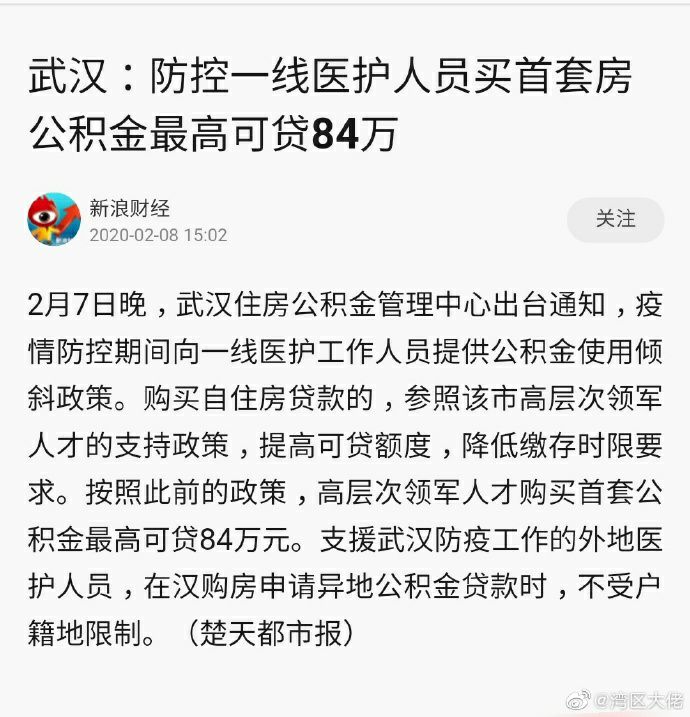 武汉：防控一线医护人员买首套房
公积金最高可贷84万
新浪财经
2020-02-08 15:02
关注
2月7日晚，武汉住房公积金管理中心出台通知，疫
情防控期间向一线医护工作人员提供公积金使用倾
斜政策。购买自住房贷款的，参照该市高层次领军
人才的支持政策，提高可贷额度，降低缴存时限要
求。按照此前的政策，高层次领军人才购买首套公
积金最高可贷84万元。支援武汉防疫工作的外地医
护人员，在汉购房申请异地公积金贷款时，不受户
籍地限制。（楚天都市报）
@湾区大佬